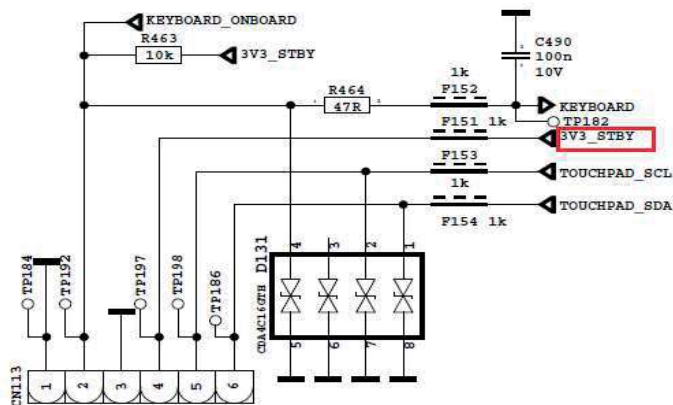 KEYBOARD_ONBOARD
R463
10k
3V3_STBY
C490
100n
10V
1k
R464
47R
F152
KEYBOARD
TP182
F151 1k
3V3_STBY
F153
1k
TOUCHPAD_SCL
F154 1k
TOUCHPAD_SDA
D131
CDA4C16GTH
4 3 2 1
5 6 7 8
TP184
TP192
TP197
TP198
TP186
CN113
1 2 3 4 5 6